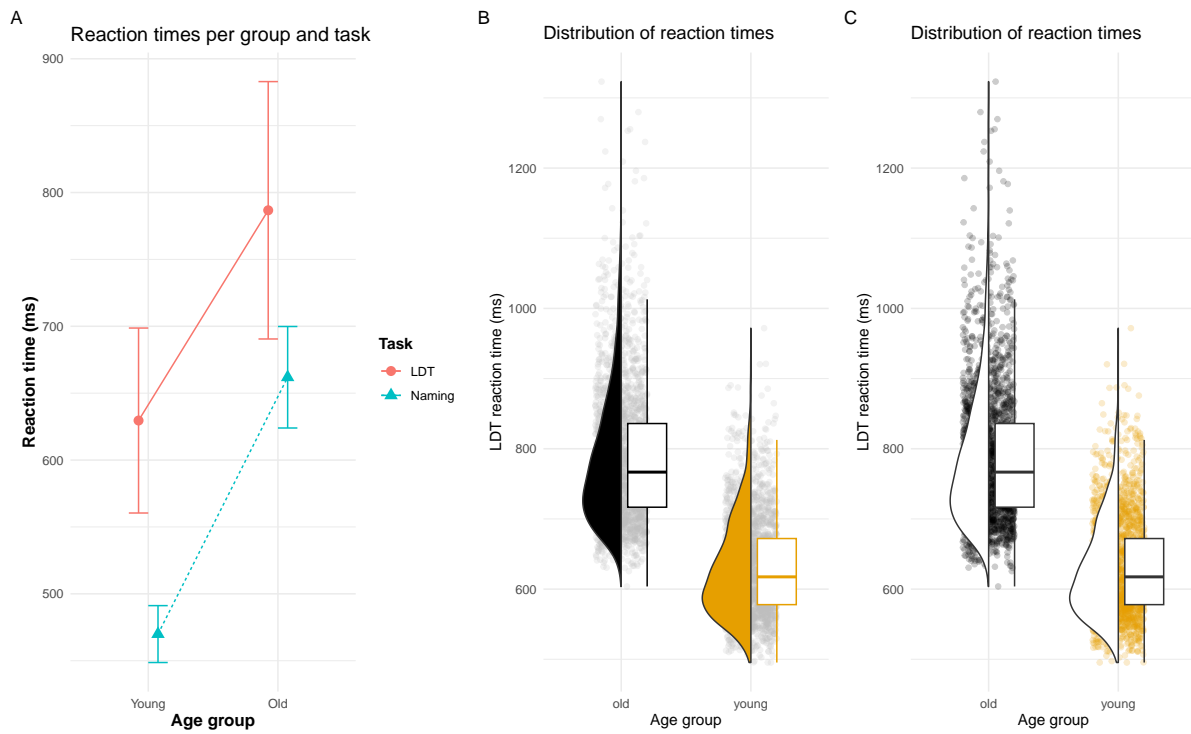 A
Reaction times per group and task
900
800
700
600
500
Reaction time (ms)
Young
Old
Age group
Task
LDT
Naming
B
Distribution of reaction times
1200
1000
800
600
LDT reaction time (ms)
old
young
Age group
C
Distribution of reaction times
1200
1000
800
600
LDT reaction time (ms)
old
young
Age group